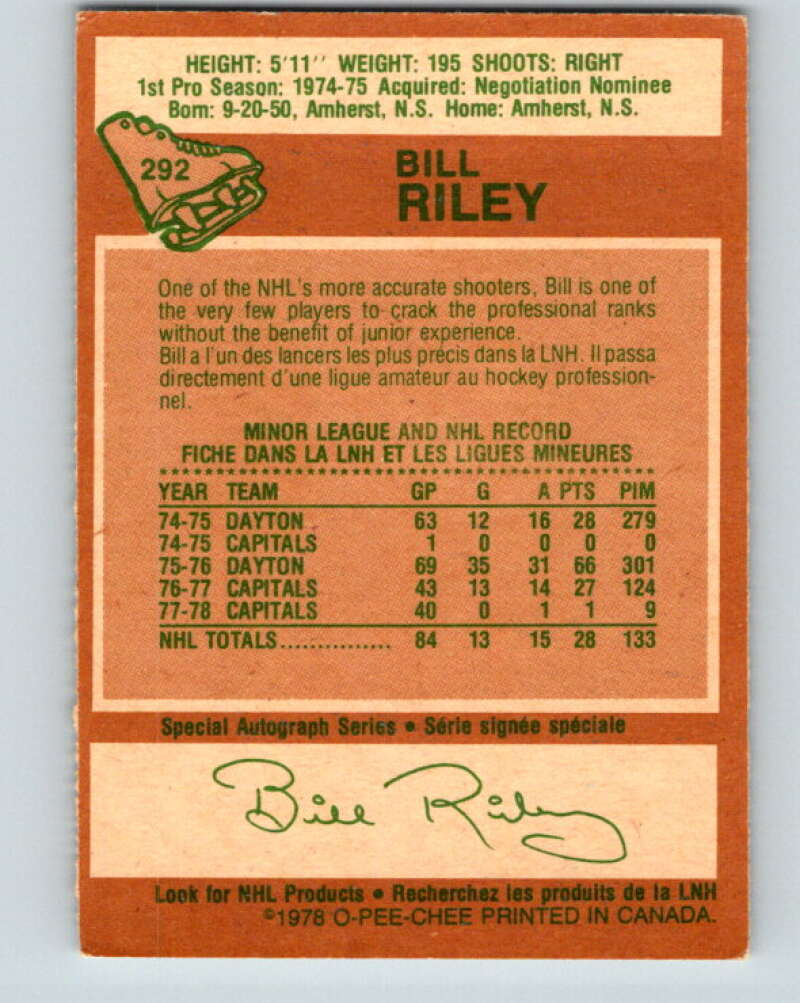 HEIGHT: 5'11'' WEIGHT: 195 SHOOTS: RIGHT
1st Pro Season: 1974-75 Acquired: Negotiation Nominee
Born: 9-20-50, Amherst, N.S. Home: Amherst, N.S.
292
BILL
RILEY
One of the NHL's more accurate shooters, Bill is one of
the very few players to crack the professional ranks
without the benefit of junior experience.
Bill a l'un des lancers les plus précis dans la LNH. Il passa
directement d'une ligue amateur au hockey profession-
nel.
MINOR LEAGUE AND NHL RECORD
FICHE DANS LA LNH ET LES LIGUES MINEURES
YEAR TEAM GP G A PTS PIM
74-75 DAYTON 63 12 16 28 279
74-75 CAPITALS 1 0 0 0 0
75-76 DAYTON 69 35 31 66 301
76-77 CAPITALS 43 13 14 27 124
77-78 CAPITALS 40 0 1 1 9
NHL TOTALS............... 84 13 15 28 133
Special Autograph Series • Série signée spéciale
Bill Riley
Look for NHL Products • Recherchez les produits de la LNH
©1978 O-PEE-CHEE PRINTED IN CANADA.